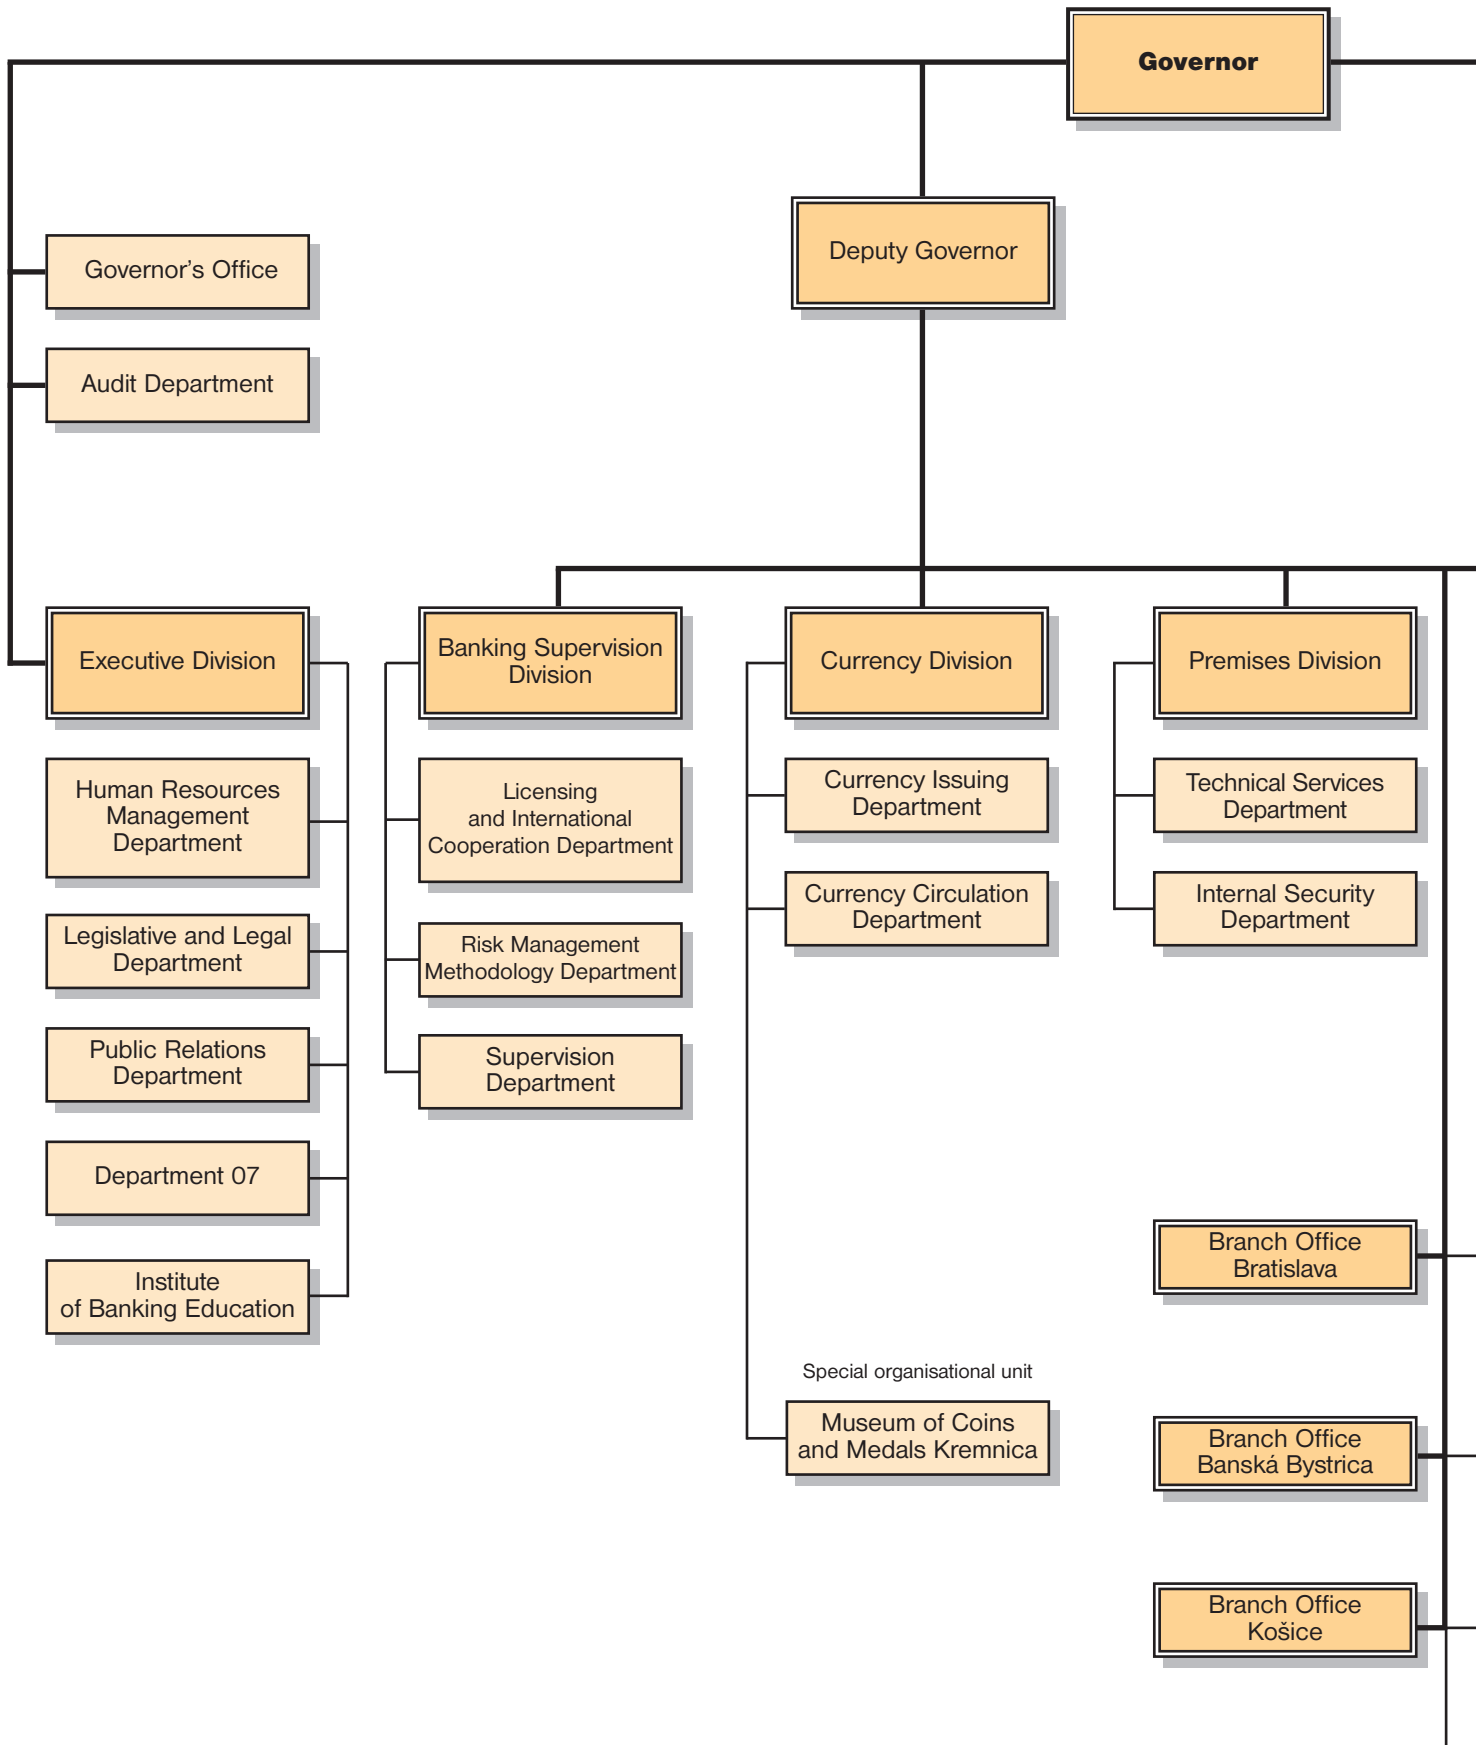 Governor
Deputy Governor
Governor’s Office
Audit Department
Executive Division
Banking Supervision
Division
Currency Division
Premises Division
Human Resources
Management
Department
Legislative and Legal
Department
Public Relations
Department
Department 07
Institute
of Banking Education
Licensing
and International
Cooperation Department
Risk Management
Methodology Department
Supervision
Department
Currency Issuing
Department
Currency Circulation
Department
Special organisational unit
Museum of Coins
and Medals Kremnica
Technical Services
Department
Internal Security
Department
Branch Office
Bratislava
Branch Office
Banská Bystrica
Branch Office
Košice